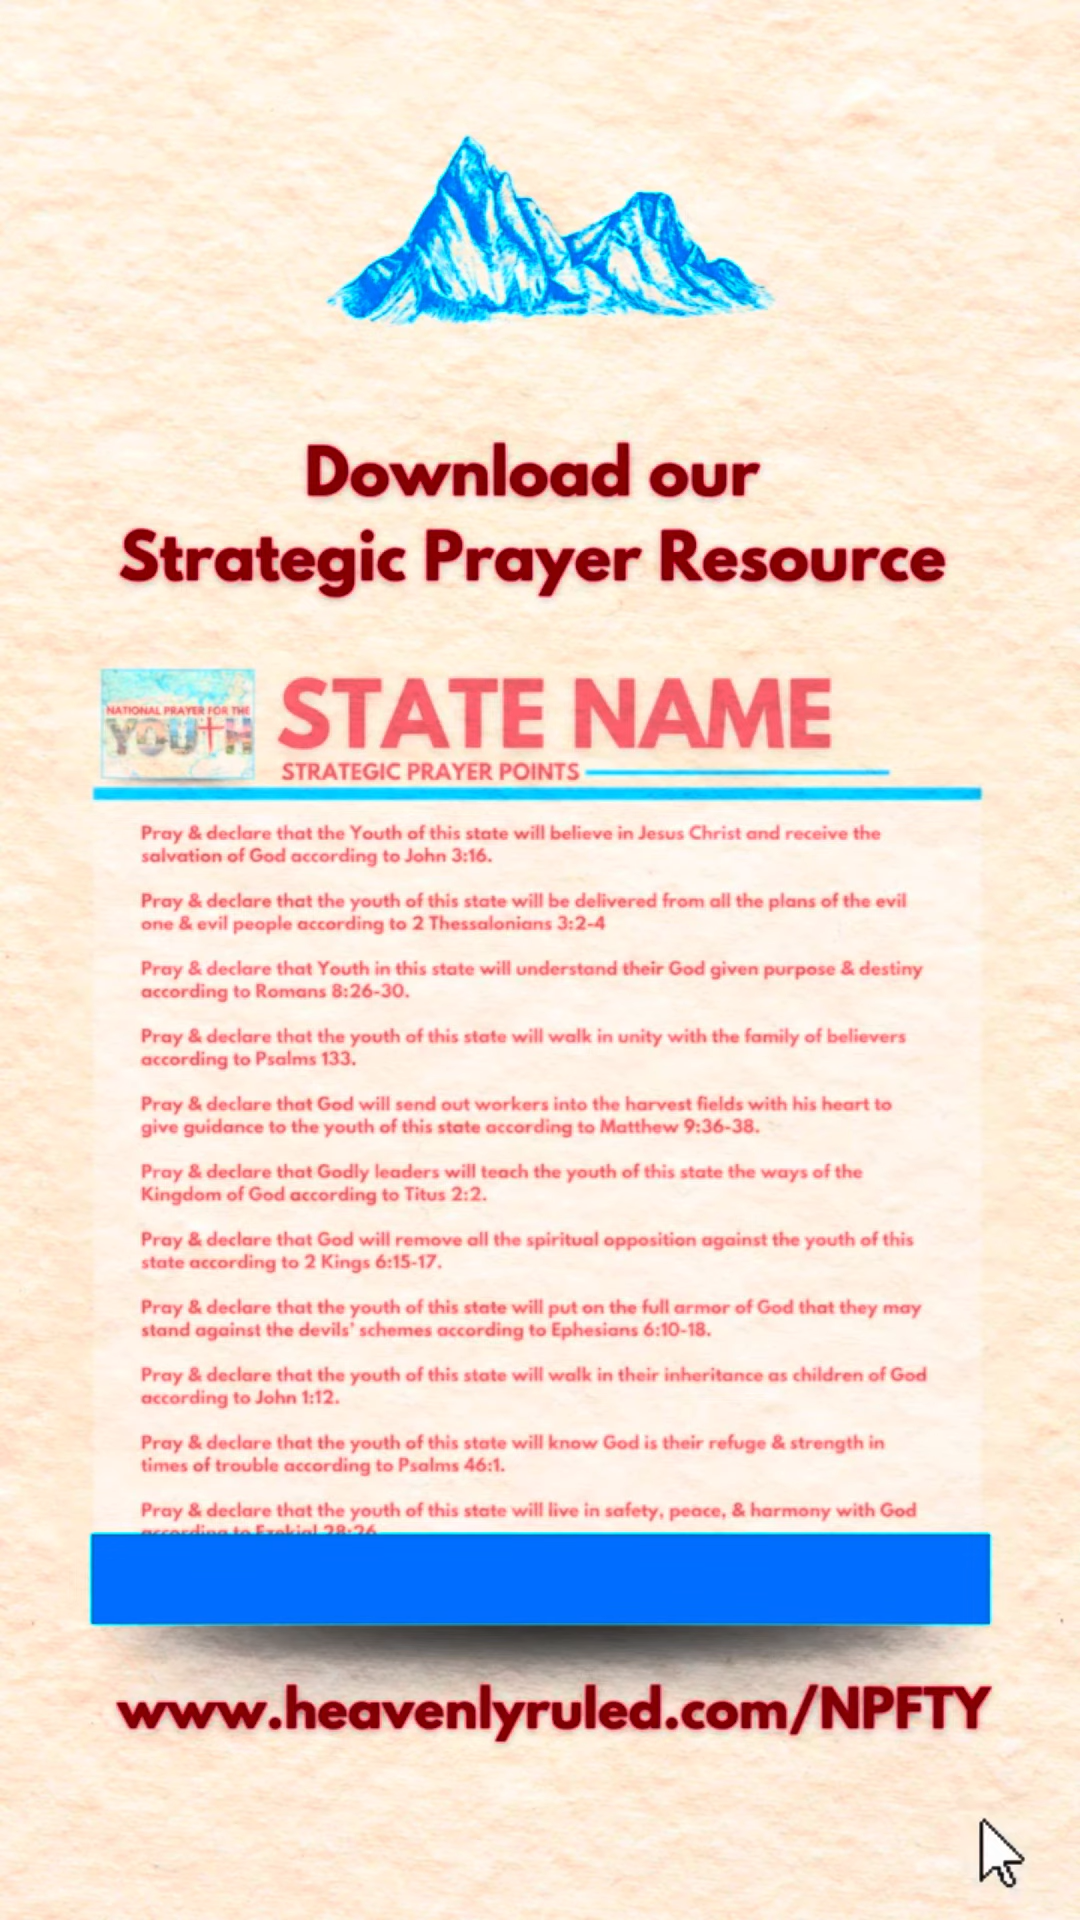 Download our
Strategic Prayer Resource
NATIONAL PRAYER FOR THE
YOUTH
STATE NAME
STRATEGIC PRAYER POINTS
Pray & declare that the Youth of this state will believe in Jesus Christ and receive the
salvation of God according to John 3:16.
Pray & declare that the youth of this state will be delivered from all the plans of the evil
one & evil people according to 2 Thessalonians 3:2-4
Pray & declare that Youth in this state will understand their God given purpose & destiny
according to Romans 8:26-30.
Pray & declare that the youth of this state will walk in unity with the family of believers
according to Psalms 133.
Pray & declare that God will send out workers into the harvest fields with his heart to
give guidance to the youth of this state according to Matthew 9:36-38.
Pray & declare that Godly leaders will teach the youth of this state the ways of the
Kingdom of God according to Titus 2:2.
Pray & declare that God will remove all the spiritual opposition against the youth of this
state according to 2 Kings 6:15-17.
Pray & declare that the youth of this state will put on the full armor of God that they may
stand against the devils' schemes according to Ephesians 6:10-18.
Pray & declare that the youth of this state will walk in their inheritance as children of God
according to John 1:12.
Pray & declare that the youth of this state will know God is their refuge & strength in
times of trouble according to Psalms 46:1.
Pray & declare that the youth of this state will live in safety, peace, & harmony with God
according to Ezekial 28:26
www.heavenlyruled.com/NPFTY